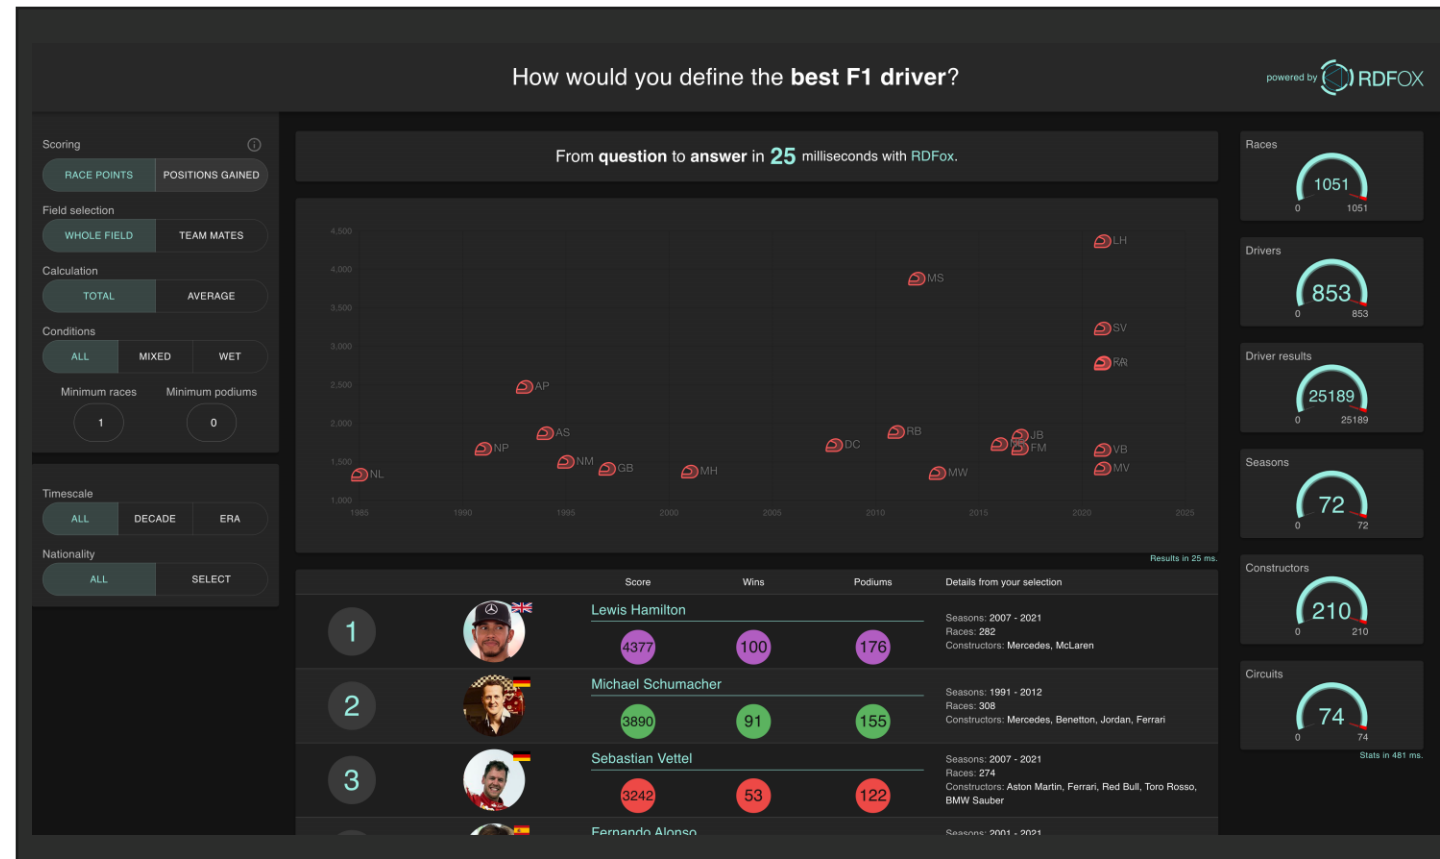 How would you define the best F1 driver?
powered by RDFOX
Scoring
RACE POINTS POSITIONS GAINED
Field selection
WHOLE FIELD TEAM MATES
Calculation
TOTAL AVERAGE
Conditions
ALL MIXED WET
Minimum races Minimum podiums
1 0
Timescale
ALL DECADE ERA
Nationality
ALL SELECT
From question to answer in 25 milliseconds with RDFox.
4,500
4,000
3,500
3,000
2,500
2,000
1,500
1,000
1985 1990 1995 2000 2005 2010 2015 2020 2025
LH
MS
SV
AP
AS
RB
JB
NP
DC
FM
VB
NM
GB
MH
MW
MV
NL
Results in 25 ms.
Score Wins Podiums Details from your selection
1
Lewis Hamilton
4377 100 176
Seasons: 2007 - 2021
Races: 282
Constructors: Mercedes, McLaren
2
Michael Schumacher
3890 91 155
Seasons: 1991 - 2012
Races: 308
Constructors: Mercedes, Benetton, Jordan, Ferrari
3
Sebastian Vettel
3242 53 122
Seasons: 2007 - 2021
Races: 274
Constructors: Aston Martin, Ferrari, Red Bull, Toro Rosso,
BMW Sauber
Fernando Alonso
Seasons: 2001 - 2021
Races
1051
0 1051
Drivers
853
0 853
Driver results
25189
0 25189
Seasons
72
0 72
Constructors
210
0 210
Circuits
74
0 74
Stats in 481 ms.